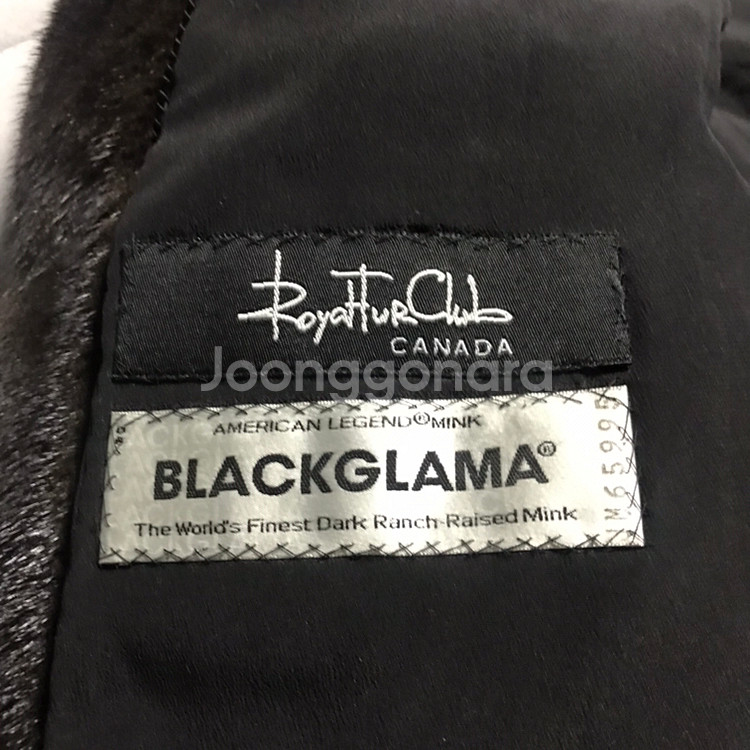 RoyalFurClub
CANADA
Joonggonara
AMERICAN LEGEND® MINK
BLACKGLAMA®
The World's Finest Dark Ranch-Raised Mink